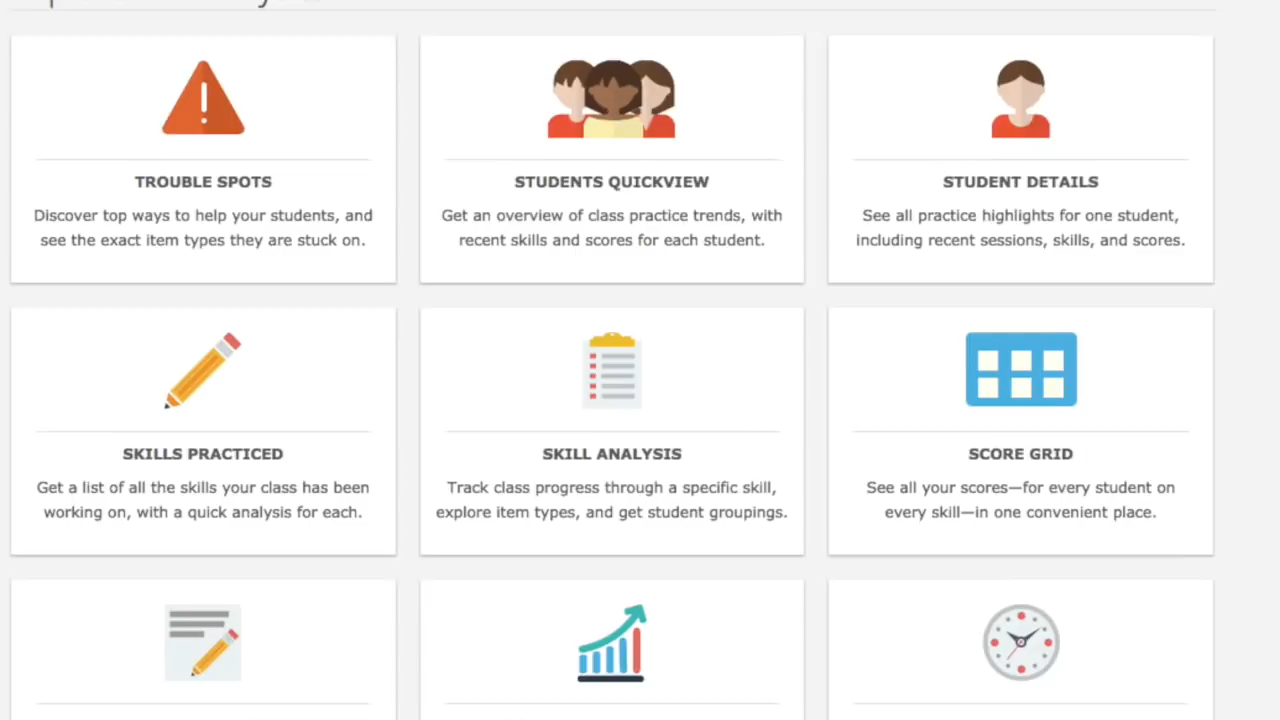 TROUBLE SPOTS
Discover top ways to help your students, and
see the exact item types they are stuck on.
STUDENTS QUICKVIEW
Get an overview of class practice trends, with
recent skills and scores for each student.
STUDENT DETAILS
See all practice highlights for one student,
including recent sessions, skills, and scores.
SKILLS PRACTICED
Get a list of all the skills your class has been
working on, with a quick analysis for each.
SKILL ANALYSIS
Track class progress through a specific skill,
explore item types, and get student groupings.
SCORE GRID
See all your scores—for every student on
every skill—in one convenient place.